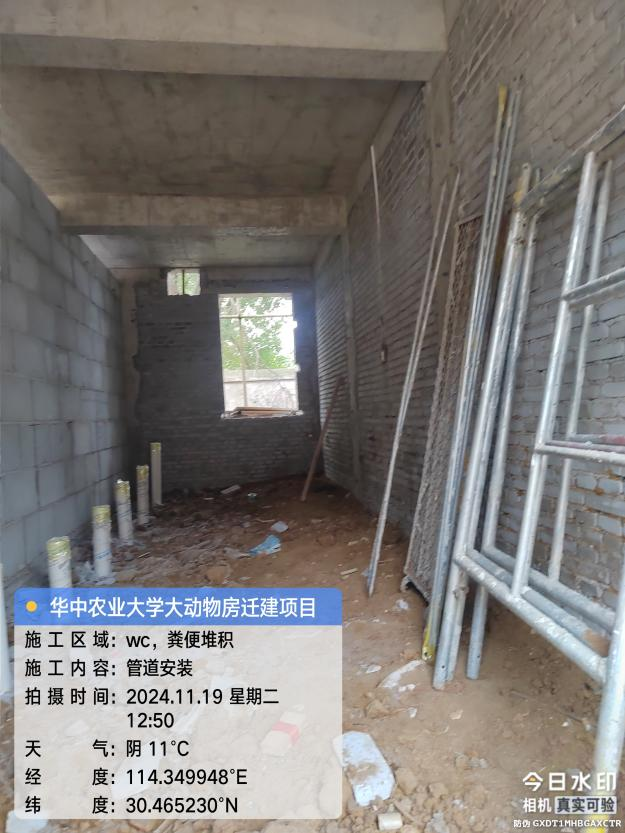 华中农业大学大动物房迁建项目
施工区域：wc，粪便堆积
施工内容：管道安装
拍摄时间：2024.11.19 星期二
12:50
天气：阴 11°C
经度：114.349948°E
纬度：30.465230°N
今日水印
相机 真实可验
防伪 GXDT1MHBGAXCTR